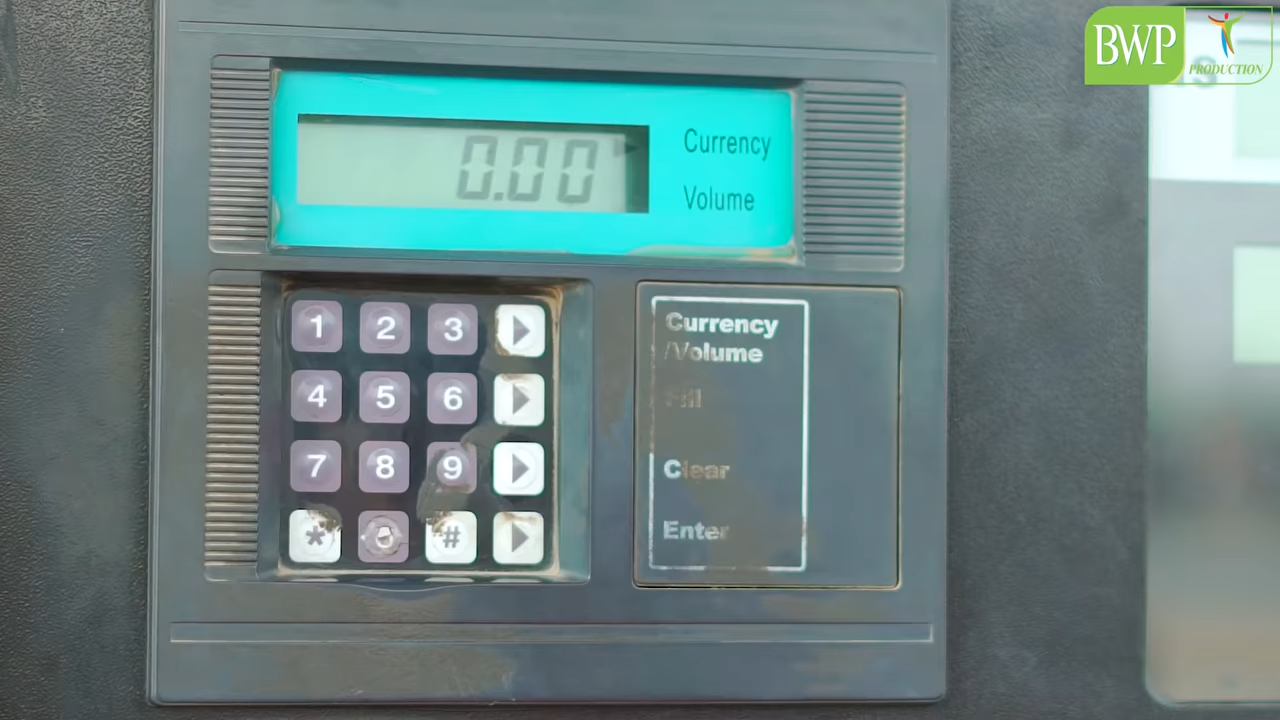 BWP
PRODUCTION
0.00
Currency
Volume
1 2 3
4 5 6
7 8 9
* #
Currency
/Volume
Fill
Clear
Enter